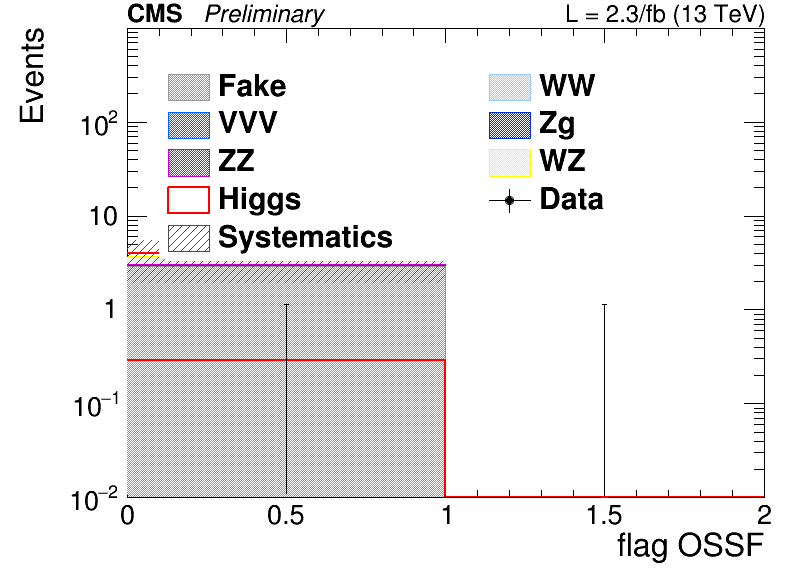 CMS Preliminary L = 2.3/fb (13 TeV)
Events
Fake WW
VVV Zg
ZZ WZ
Higgs Data
Systematics
10²
10
1
10⁻¹
10⁻²
0 0.5 1 1.5 2
flag OSSF